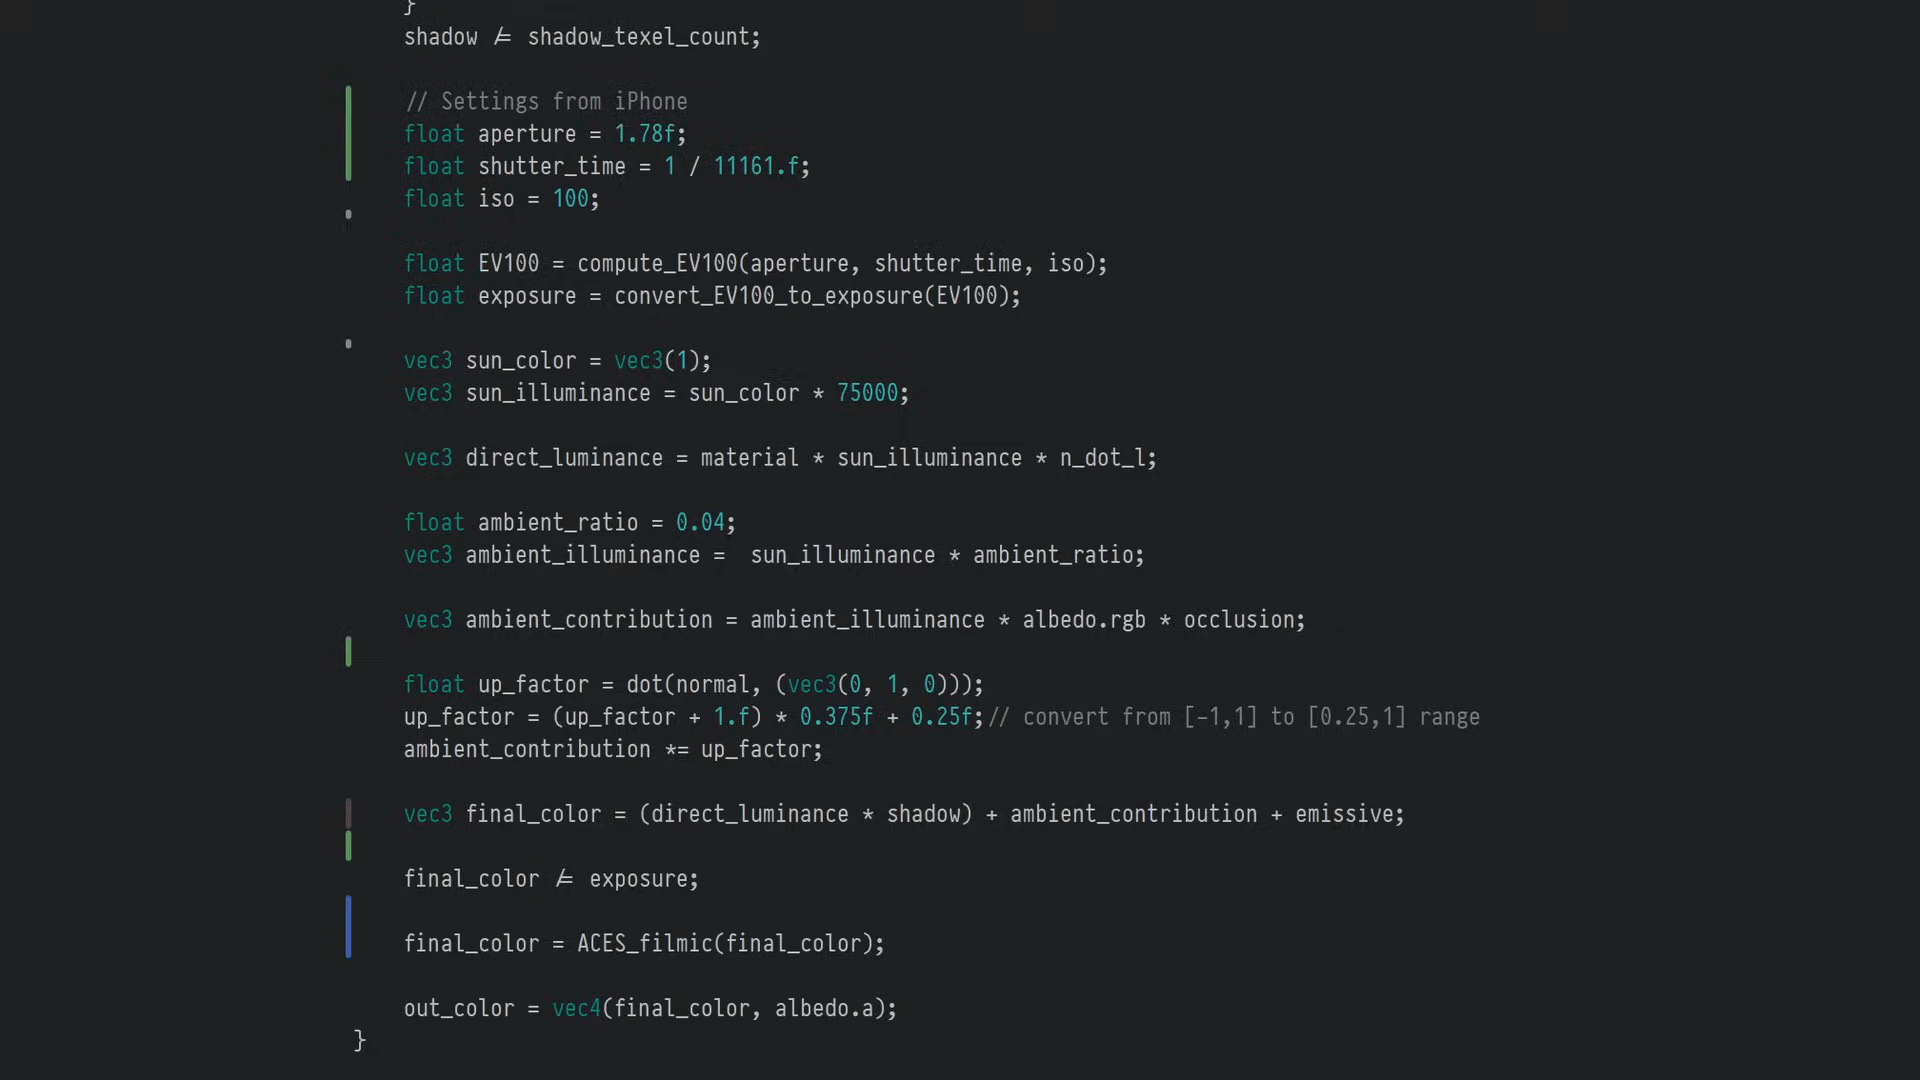 }
shadow /= shadow_texel_count;
// Settings from iPhone
float aperture = 1.78f;
float shutter_time = 1 / 11161.f;
float iso = 100;
float EV100 = compute_EV100(aperture, shutter_time, iso);
float exposure = convert_EV100_to_exposure(EV100);
vec3 sun_color = vec3(1);
vec3 sun_illuminance = sun_color * 75000;
vec3 direct_luminance = material * sun_illuminance * n_dot_l;
float ambient_ratio = 0.04;
vec3 ambient_illuminance =  sun_illuminance * ambient_ratio;
vec3 ambient_contribution = ambient_illuminance * albedo.rgb * occlusion;
float up_factor = dot(normal, (vec3(0, 1, 0)));
up_factor = (up_factor + 1.f) * 0.375f + 0.25f;// convert from [-1,1] to [0.25,1] range
ambient_contribution *= up_factor;
vec3 final_color = (direct_luminance * shadow) + ambient_contribution + emissive;
final_color /= exposure;
final_color = ACES_filmic(final_color);
out_color = vec4(final_color, albedo.a);
}